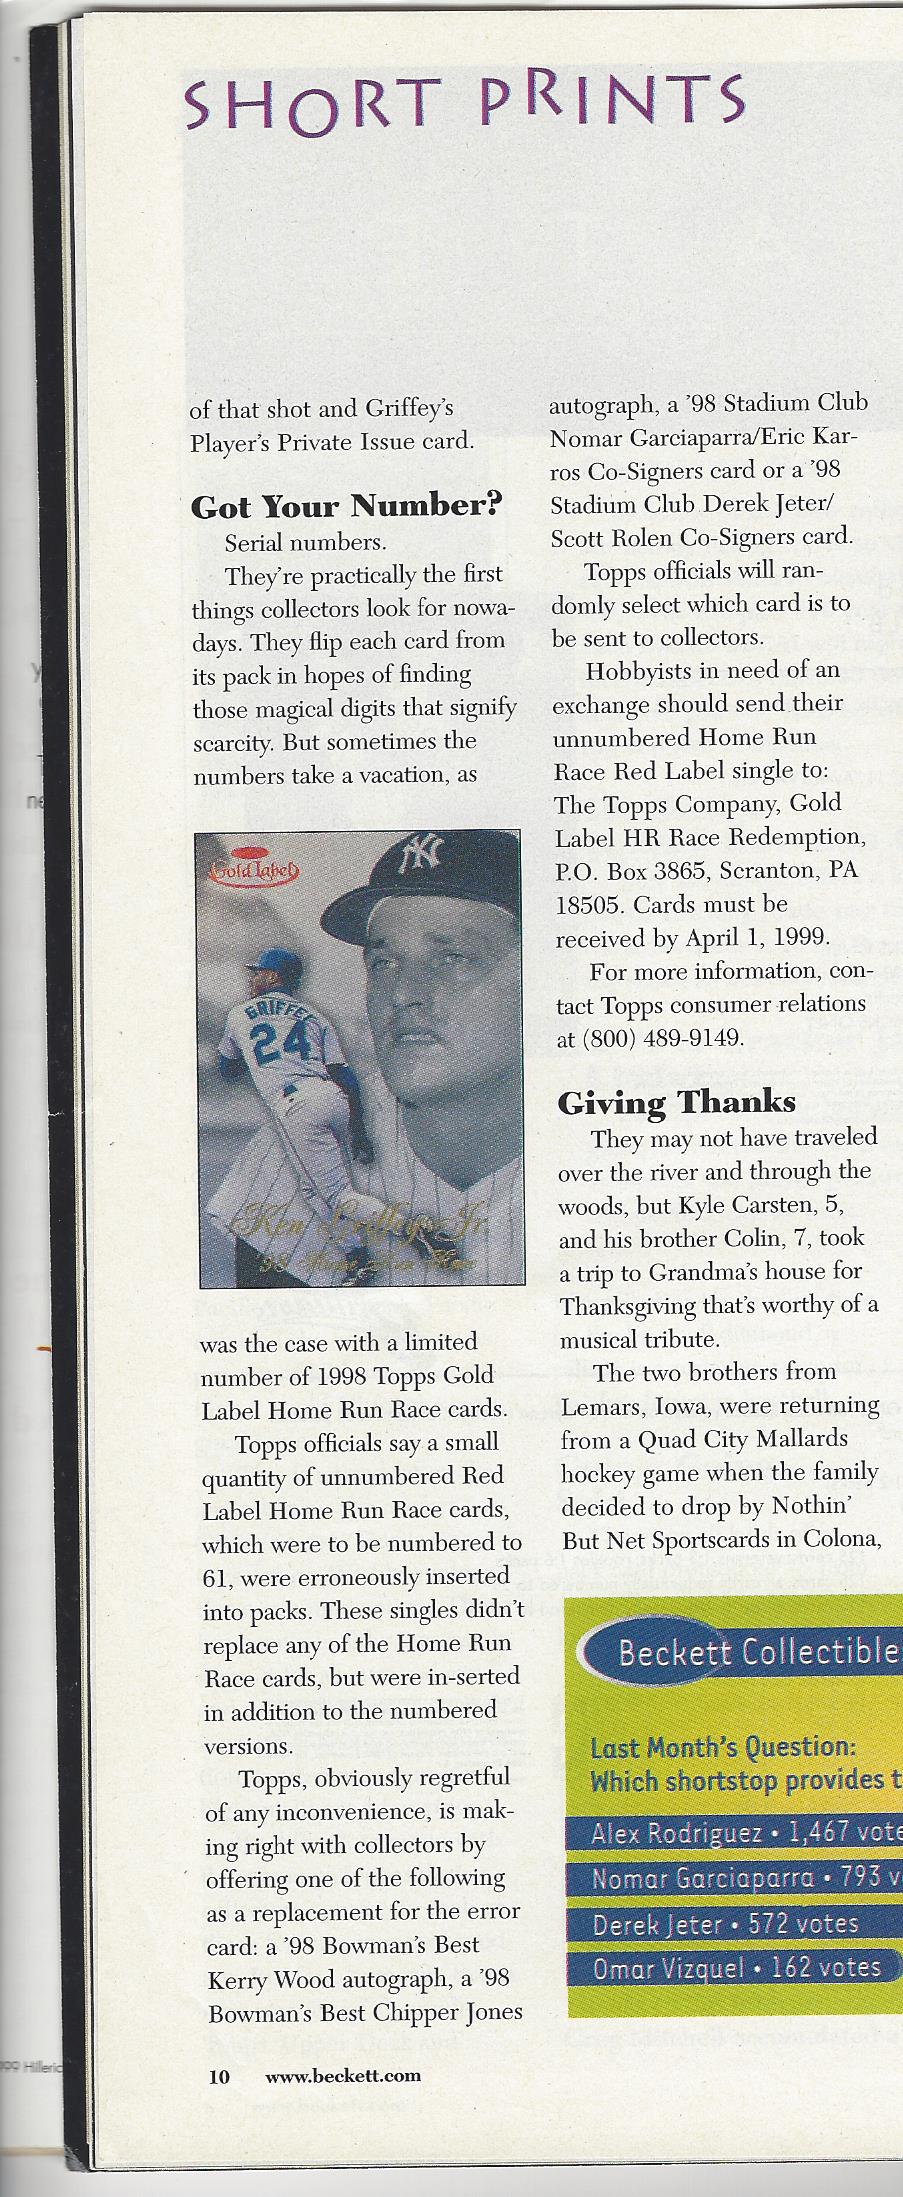 SHORT PRINTS
of that shot and Griffey's
Player's Private Issue card.
Got Your Number?
Serial numbers.
They're practically the first
things collectors look for nowa-
days. They flip each card from
its pack in hopes of finding
those magical digits that signify
scarcity. But sometimes the
numbers take a vacation, as
Gold Label
GRIFFEY
24
Ken Griffey Jr.
'98 Home Run Race
was the case with a limited
number of 1998 Topps Gold
Label Home Run Race cards.
Topps officials say a small
quantity of unnumbered Red
Label Home Run Race cards,
which were to be numbered to
61, were erroneously inserted
into packs. These singles didn't
replace any of the Home Run
Race cards, but were in-serted
in addition to the numbered
versions.
Topps, obviously regretful
of any inconvenience, is mak-
ing right with collectors by
offering one of the following
as a replacement for the error
card: a '98 Bowman's Best
Kerry Wood autograph, a '98
Bowman's Best Chipper Jones
autograph, a '98 Stadium Club
Nomar Garciaparra/Eric Kar-
ros Co-Signers card or a '98
Stadium Club Derek Jeter/
Scott Rolen Co-Signers card.
Topps officials will ran-
domly select which card is to
be sent to collectors.
Hobbyists in need of an
exchange should send their
unnumbered Home Run
Race Red Label single to:
The Topps Company, Gold
Label HR Race Redemption,
P.O. Box 3865, Scranton, PA
18505. Cards must be
received by April 1, 1999.
For more information, con-
tact Topps consumer relations
at (800) 489-9149.
Giving Thanks
They may not have traveled
over the river and through the
woods, but Kyle Carsten, 5,
and his brother Colin, 7, took
a trip to Grandma's house for
Thanksgiving that's worthy of a
musical tribute.
The two brothers from
Lemars, Iowa, were returning
from a Quad City Mallards
hockey game when the family
decided to drop by Nothin'
But Net Sportscards in Colona,
Beckett Collectible
Last Month's Question:
Which shortstop provides t
Alex Rodriguez • 1,467 vote
Nomar Garciaparra • 793 v
Derek Jeter • 572 votes
Omar Vizquel • 162 votes
10 www.beckett.com